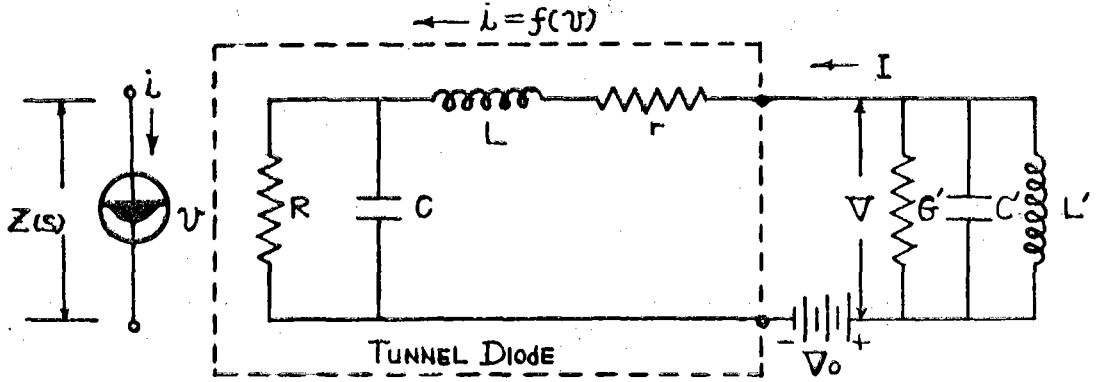 i = f(v)
I
i
Z(s)
v
R
C
L
r
V
G'
C'
L'
- +
V₀
TUNNEL DIODE